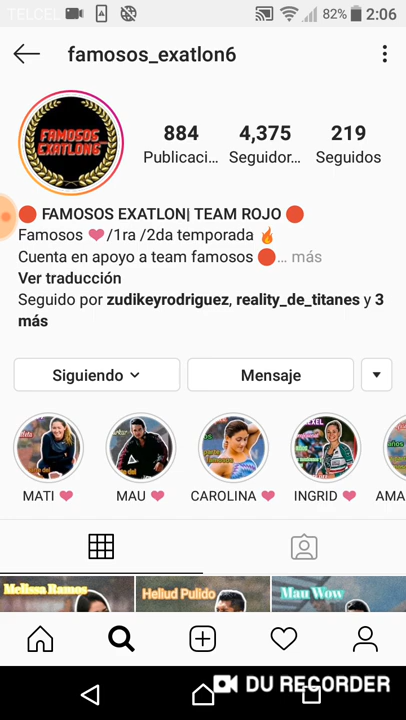 TELCEL 82% 2:06
famosos_exatlon6
FAMOSOS_
EXATLON6
884 4,375 219
Publicaci... Seguidor... Seguidos
FAMOSOS EXATLON| TEAM ROJO
Famosos /1ra /2da temporada
Cuenta en apoyo a team famosos ... más
Ver traducción
Seguido por zudikeyrodriguez, reality_de_titanes y 3
más
Siguiendo Mensaje
MATI MAU CAROLINA INGRID AMA
Melissa Ramos Heliud Pulido Mau Wow
DU RECORDER